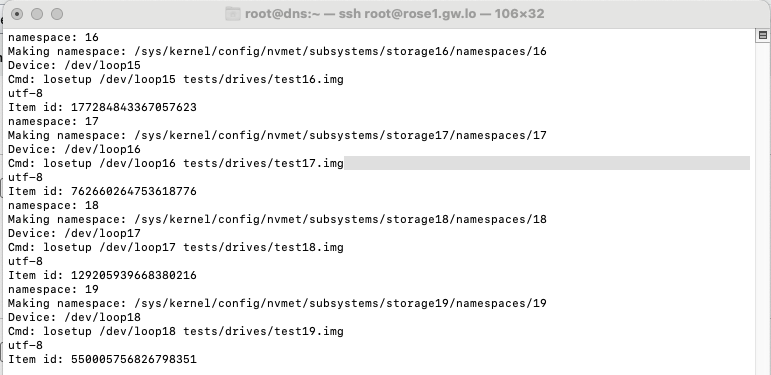 root@dns:~ — ssh root@rose1.gw.lo — 106×32
namespace: 16
Making namespace: /sys/kernel/config/nvmet/subsystems/storage16/namespaces/16
Device: /dev/loop15
Cmd: losetup /dev/loop15 tests/drives/test16.img
utf-8
Item id: 177284843367057623
namespace: 17
Making namespace: /sys/kernel/config/nvmet/subsystems/storage17/namespaces/17
Device: /dev/loop16
Cmd: losetup /dev/loop16 tests/drives/test17.img
utf-8
Item id: 762660264753618776
namespace: 18
Making namespace: /sys/kernel/config/nvmet/subsystems/storage18/namespaces/18
Device: /dev/loop17
Cmd: losetup /dev/loop17 tests/drives/test18.img
utf-8
Item id: 129205939668380216
namespace: 19
Making namespace: /sys/kernel/config/nvmet/subsystems/storage19/namespaces/19
Device: /dev/loop18
Cmd: losetup /dev/loop18 tests/drives/test19.img
utf-8
Item id: 550005756826798351